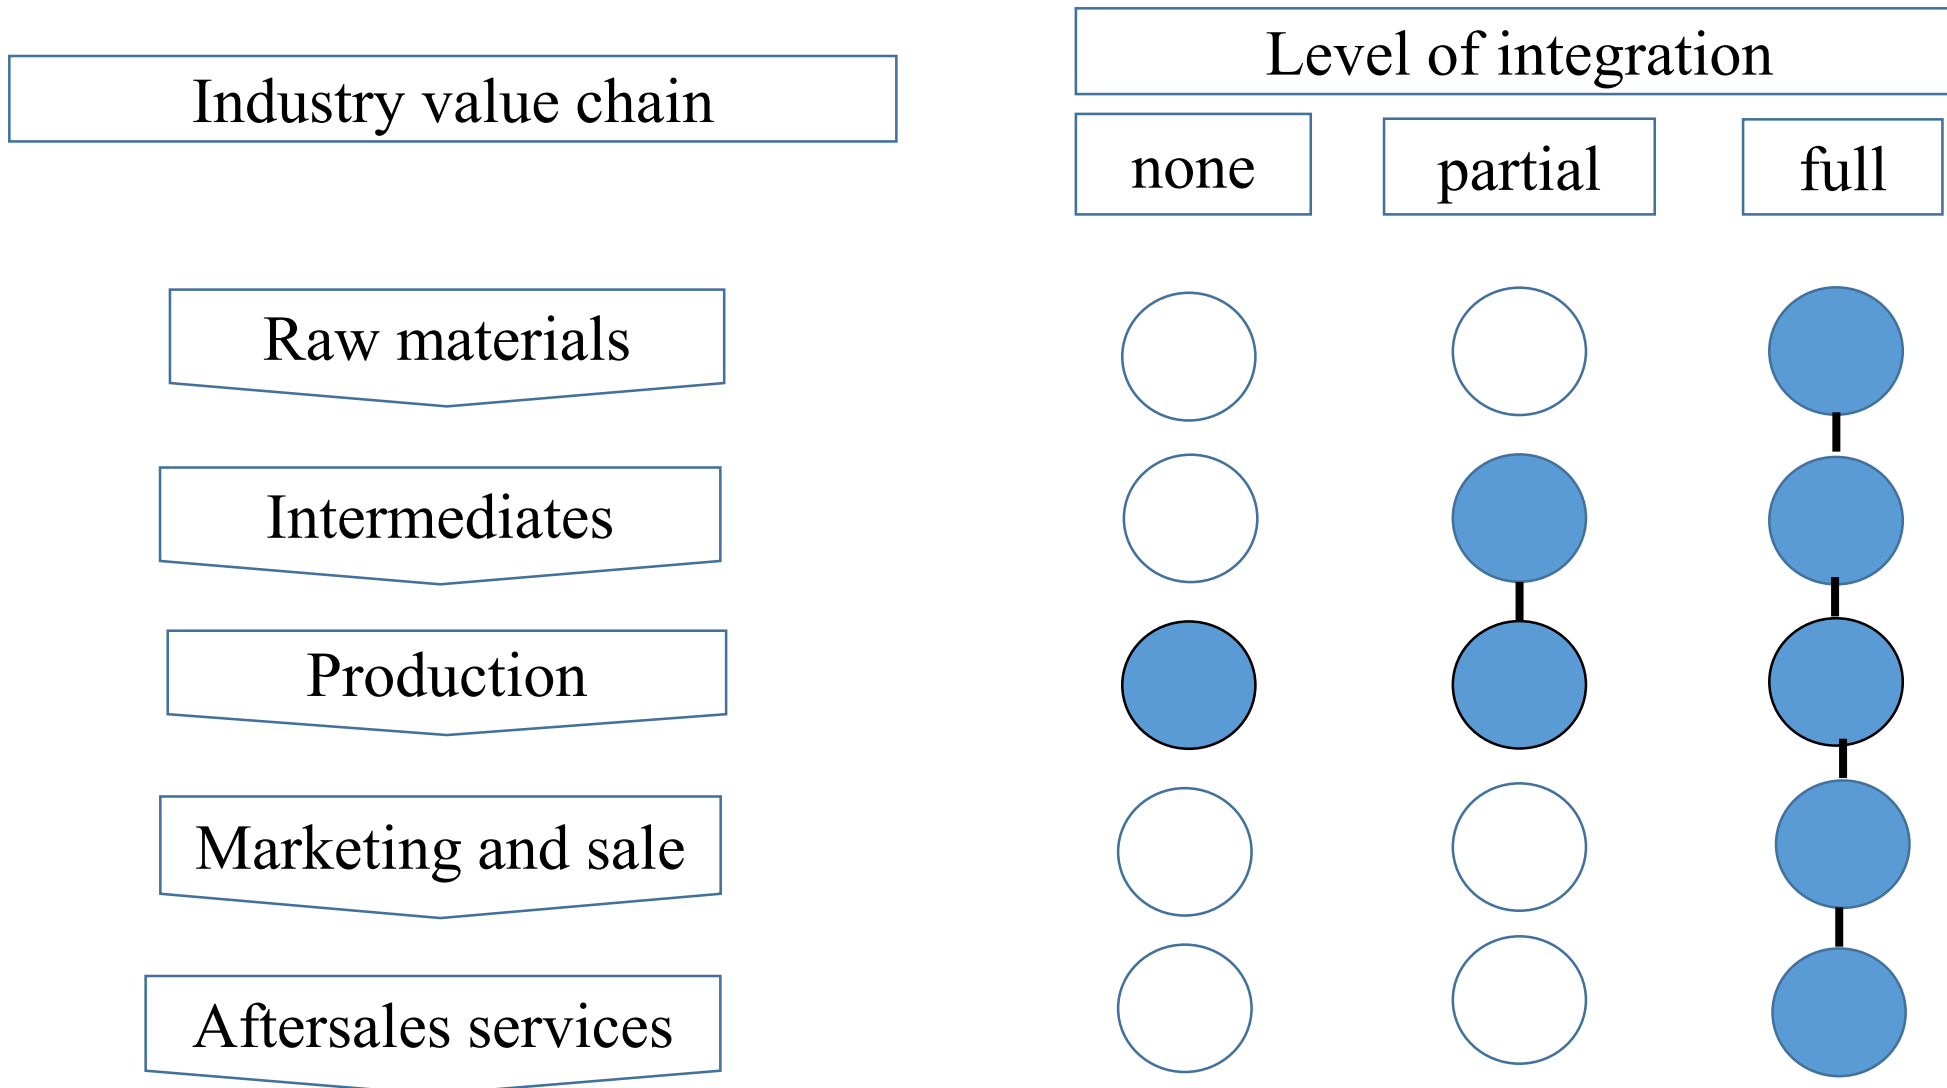 Industry value chain
Level of integration
none
partial
full
Raw materials
Intermediates
Production
Marketing and sale
Aftersales services